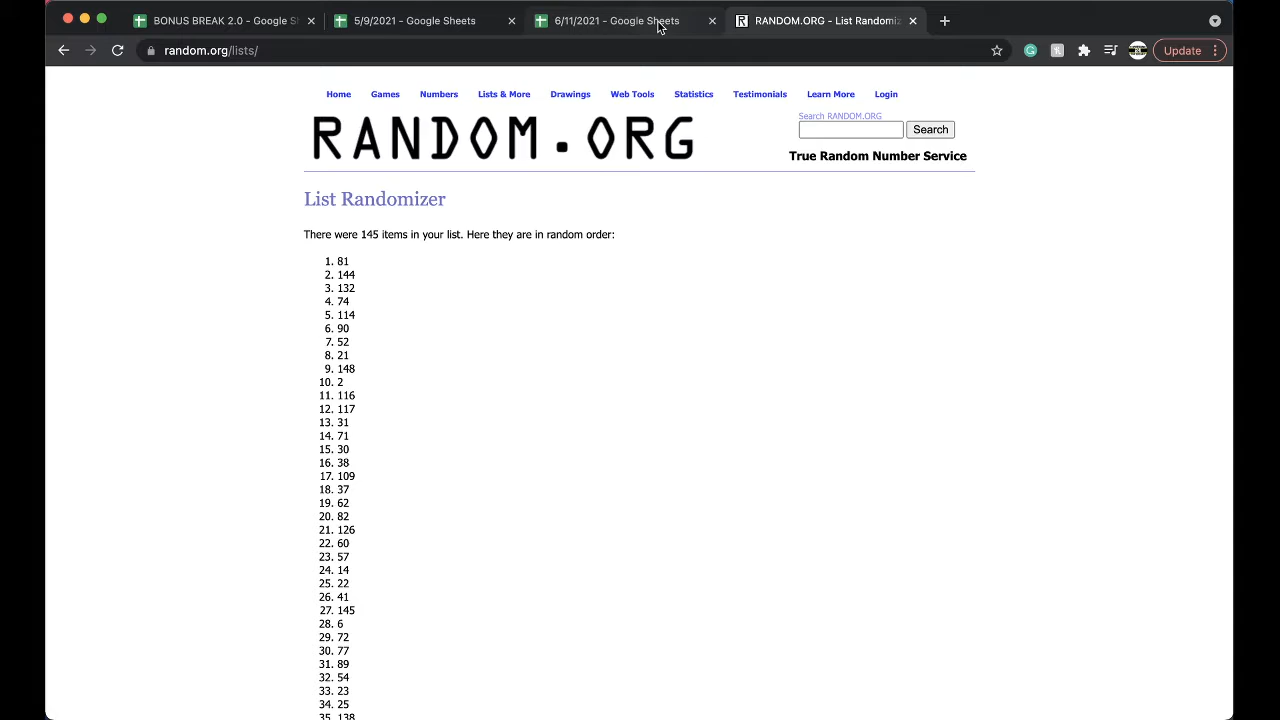 BONUS BREAK 2.0 - Google S
5/9/2021 - Google Sheets
6/11/2021 - Google Sheets
RANDOM.ORG - List Randomiz
random.org/lists/
Update
Home Games Numbers Lists & More Drawings Web Tools Statistics Testimonials Learn More Login
RANDOM.ORG
Search RANDOM.ORG
Search
True Random Number Service
List Randomizer
There were 145 items in your list. Here they are in random order:
1. 81
2. 144
3. 132
4. 74
5. 114
6. 90
7. 52
8. 21
9. 148
10. 2
11. 116
12. 117
13. 31
14. 71
15. 30
16. 38
17. 109
18. 37
19. 62
20. 82
21. 126
22. 60
23. 57
24. 14
25. 22
26. 41
27. 145
28. 6
29. 72
30. 77
31. 89
32. 54
33. 23
34. 25
35. 138